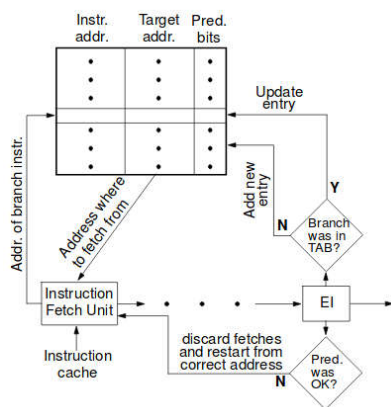 Instr. Target Pred.
addr. addr. bits
Update
entry
Add new
entry
Addr. of branch instr.
Address where
to fetch from
Y
N
Branch
was in
TAB?
Instruction
Fetch Unit
EI
Instruction
cache
discard fetches
and restart from
correct address
N
Pred.
was
OK?